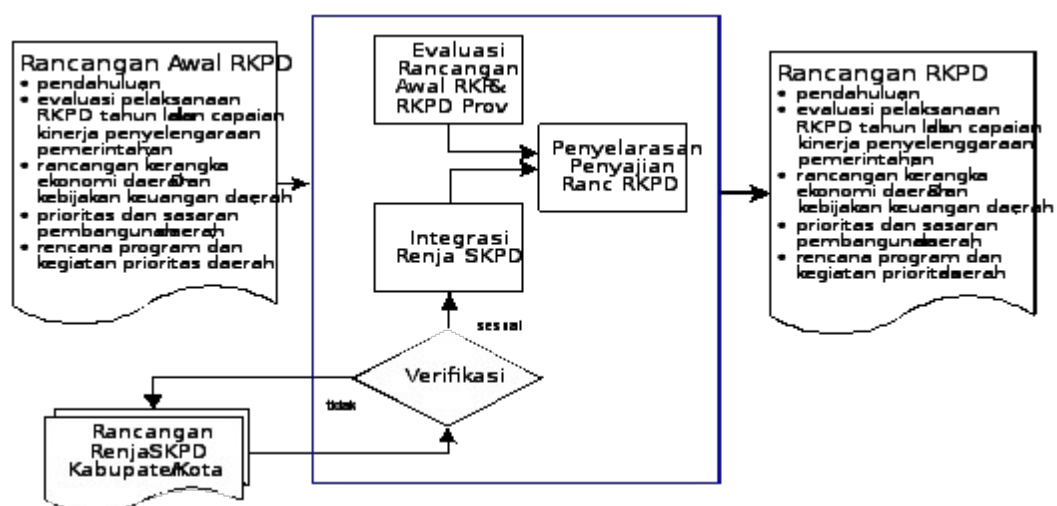 Rancangan Awal RKPD
• pendahuluan
• evaluasi pelaksanaan
RKPD tahun lalu dan capaian
kinerja penyelengaraan
pemerintahan,
• rancangan kerangka
ekonomi daerah dan
kebijakan keuangan daerah,
• prioritas dan sasaran
pembangunan daerah,
• rencana program dan
kegiatan prioritas daerah
Evaluasi
Rancangan
Awal RKP &
RKPD Prov
Penyelarasan
Penyajian
Ranc RKPD
Integrasi
Renja SKPD
sesuai
Verifikasi
tidak
Rancangan
Renja SKPD
Kabupaten/Kota
Rancangan RKPD
• pendahuluan
• evaluasi pelaksanaan
RKPD tahun lalu dan capaian
kinerja penyelenggaraan
pemerintahan,
• rancangan kerangka
ekonomi daerah dan
kebijakan keuangan daerah,
• prioritas dan sasaran
pembangunan daerah,
• rencana program dan
kegiatan prioritas daerah